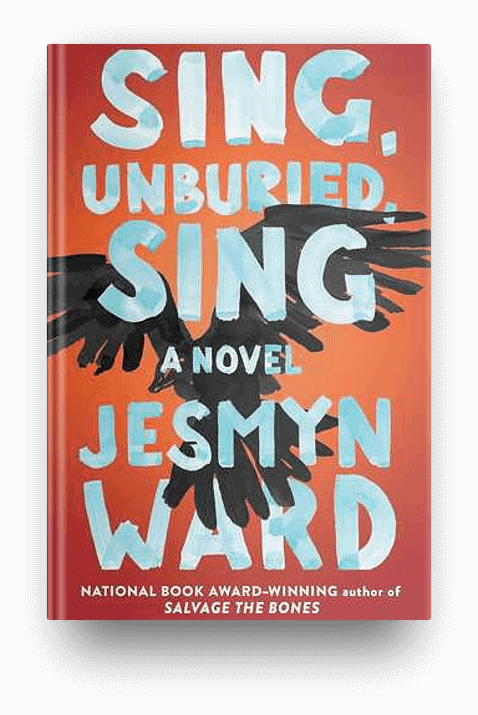 SING,
UNBURIED,
SING
A NOVEL
JESMYN
WARD
NATIONAL BOOK AWARD–WINNING author of
SALVAGE THE BONES